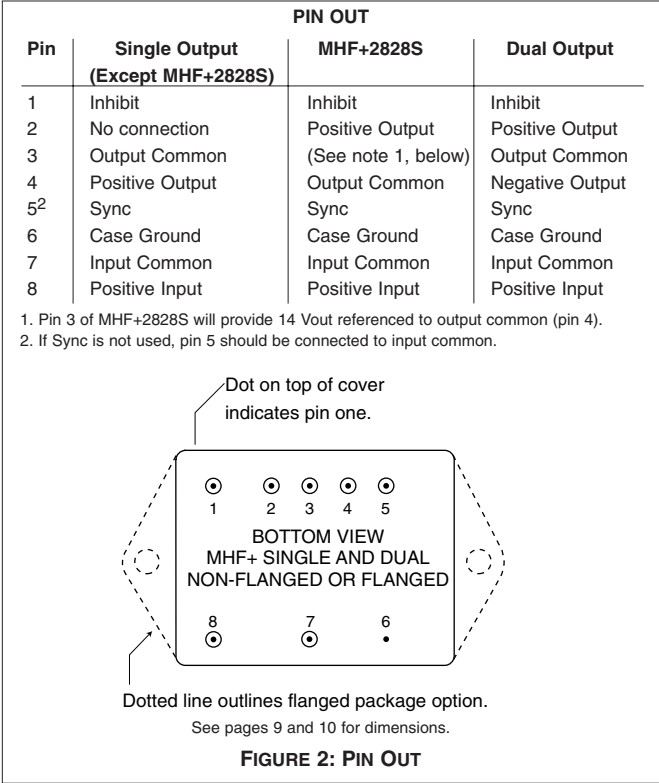 PIN OUT
Pin Single Output MHF+2828S Dual Output
(Except MHF+2828S)
1 Inhibit Inhibit Inhibit
2 No connection Positive Output Positive Output
3 Output Common (See note 1, below) Output Common
4 Positive Output Output Common Negative Output
5² Sync Sync Sync
6 Case Ground Case Ground Case Ground
7 Input Common Input Common Input Common
8 Positive Input Positive Input Positive Input
1. Pin 3 of MHF+2828S will provide 14 Vout referenced to output common (pin 4).
2. If Sync is not used, pin 5 should be connected to input common.
Dot on top of cover
indicates pin one.
1 2 3 4 5
BOTTOM VIEW
MHF+ SINGLE AND DUAL
NON-FLANGED OR FLANGED
8 7 6
Dotted line outlines flanged package option.
See pages 9 and 10 for dimensions.
FIGURE 2: PIN OUT